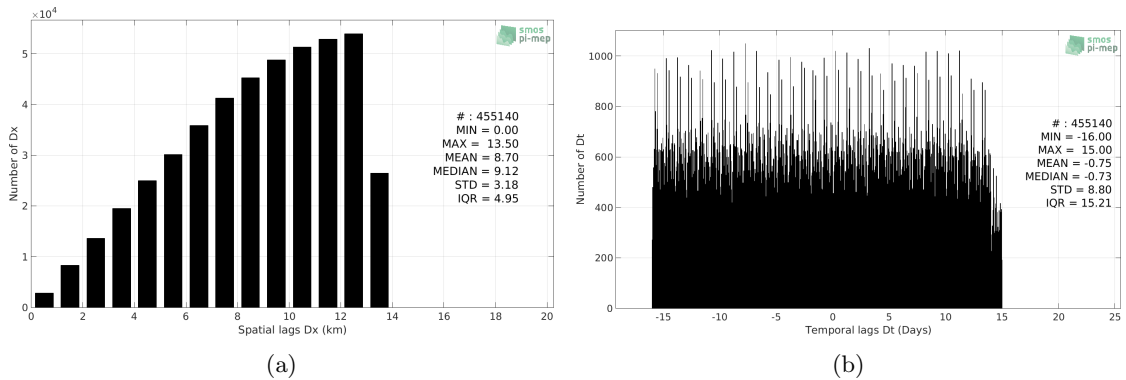 ×10⁴
5
4
3
2
1
0
Number of Dx
0 2 4 6 8 10 12 14 16 18 20
Spatial lags Dx (km)
smos
pi-mep
# : 455140
MIN = 0.00
MAX = 13.50
MEAN = 8.70
MEDIAN = 9.12
STD = 3.18
IQR = 4.95
(a)
1000
800
600
400
200
0
Number of Dt
-15 -10 -5 0 5 10 15 20 25
Temporal lags Dt (Days)
smos
pi-mep
# : 455140
MIN = -16.00
MAX = 15.00
MEAN = -0.75
MEDIAN = -0.73
STD = 8.80
IQR = 15.21
(b)